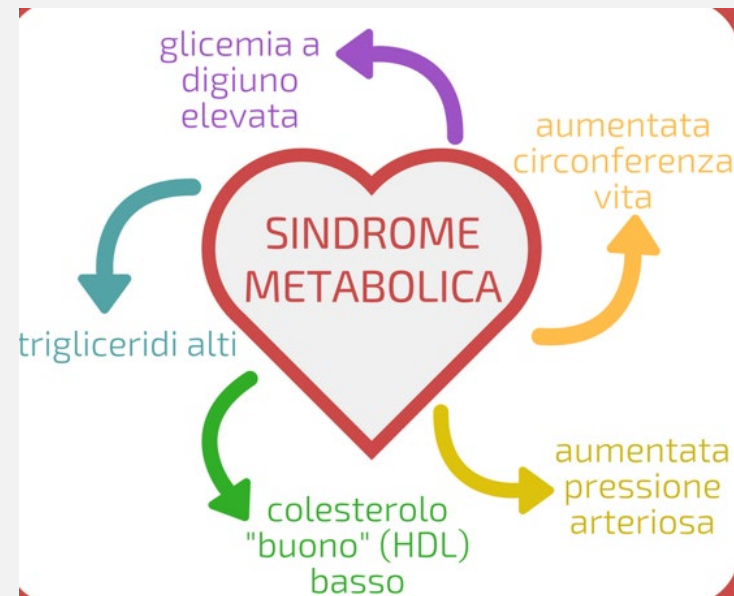 glicemia a
digiuno
elevata
aumentata
circonferenza
vita
SINDROME
METABOLICA
trigliceridi alti
aumentata
pressione
arteriosa
colesterolo
"buono" (HDL)
basso